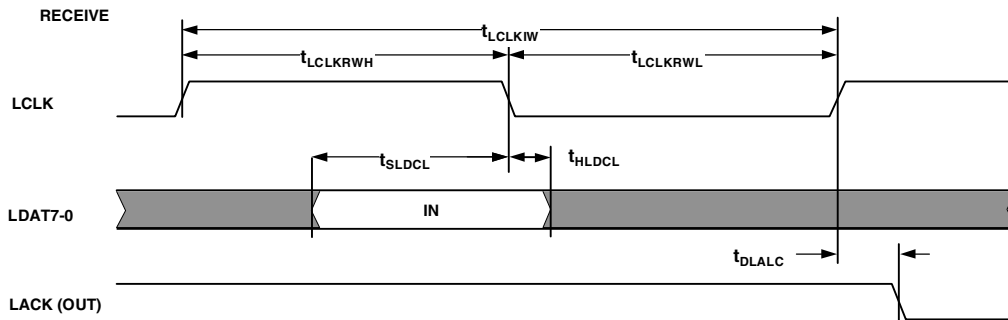 RECEIVE
tLCLKIW
tLCLKRWH
tLCLKRWL
LCLK
tSLDCL
tHLDCL
LDAT7-0
IN
tDLALC
LACK (OUT)